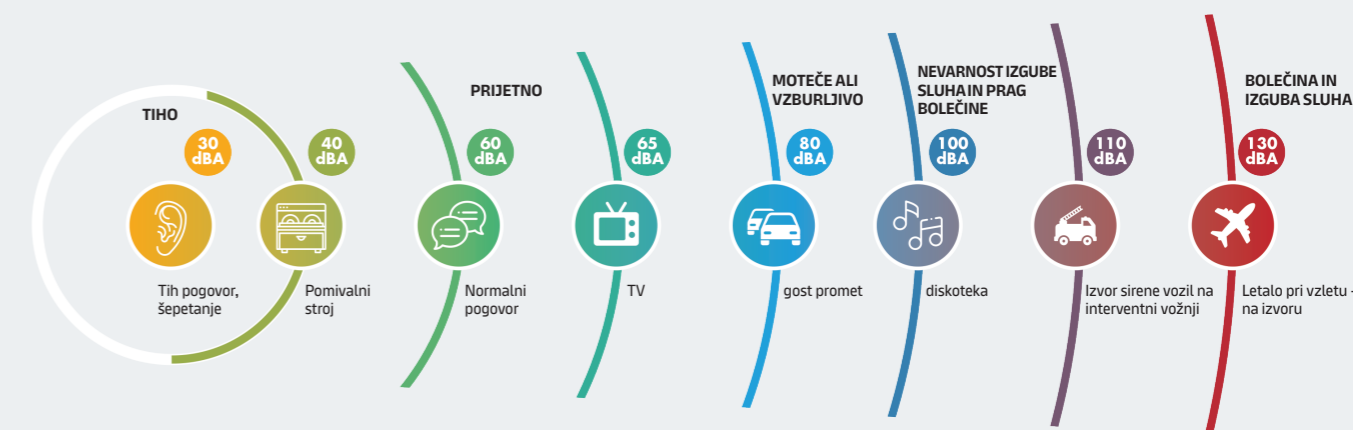 TIHO
30
dBA
Tih pogovor,
šepetanje
40
dBA
Pomivalni
stroj
PRIJETNO
60
dBA
Normalni
pogovor
65
dBA
TV
MOTEČE ALI
VZBURLJIVO
80
dBA
gost promet
NEVARNOST IZGUBE
SLUHA IN PRAG
BOLEČINE
100
dBA
diskoteka
110
dBA
Izvor sirene vozil na
interventni vožnji
BOLEČINA IN
IZGUBA SLUHA
130
dBA
Letalo pri vzletu -
na izvoru